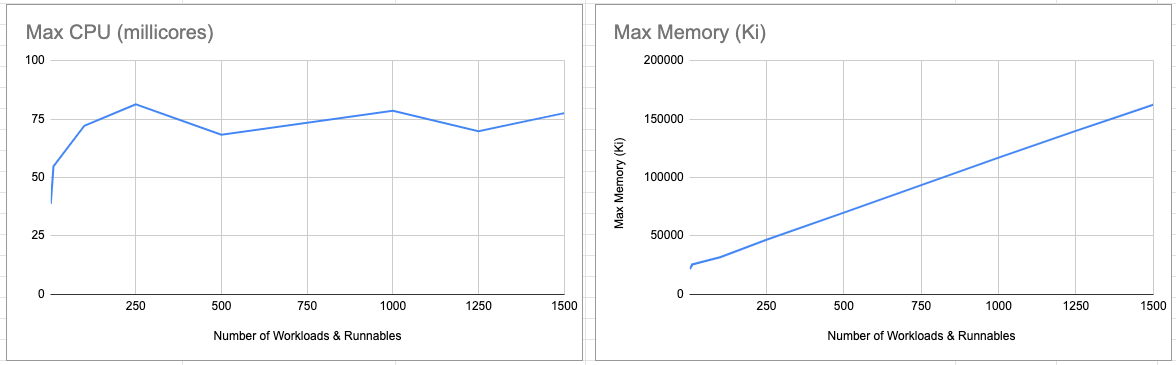 Max CPU (millicores)
100
75
50
25
0
250 500 750 1000 1250 1500
Number of Workloads & Runnables
Max Memory (Ki)
Max Memory (Ki)
200000
150000
100000
50000
0
250 500 750 1000 1250 1500
Number of Workloads & Runnables